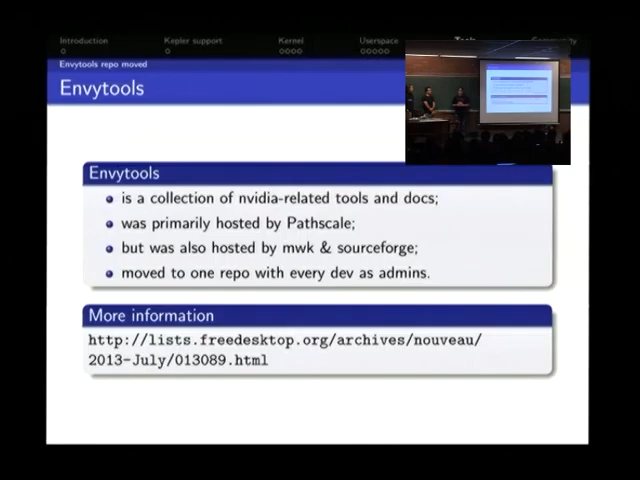 Introduction
Kepler support
Kernel
Userspace
Tools
Community
Envytools repo moved
Envytools
Envytools
is a collection of nvidia-related tools and docs;
was primarily hosted by Pathscale;
but was also hosted by mwk & sourceforge;
moved to one repo with every dev as admins.
More information
http://lists.freedesktop.org/archives/nouveau/
2013-July/013089.html